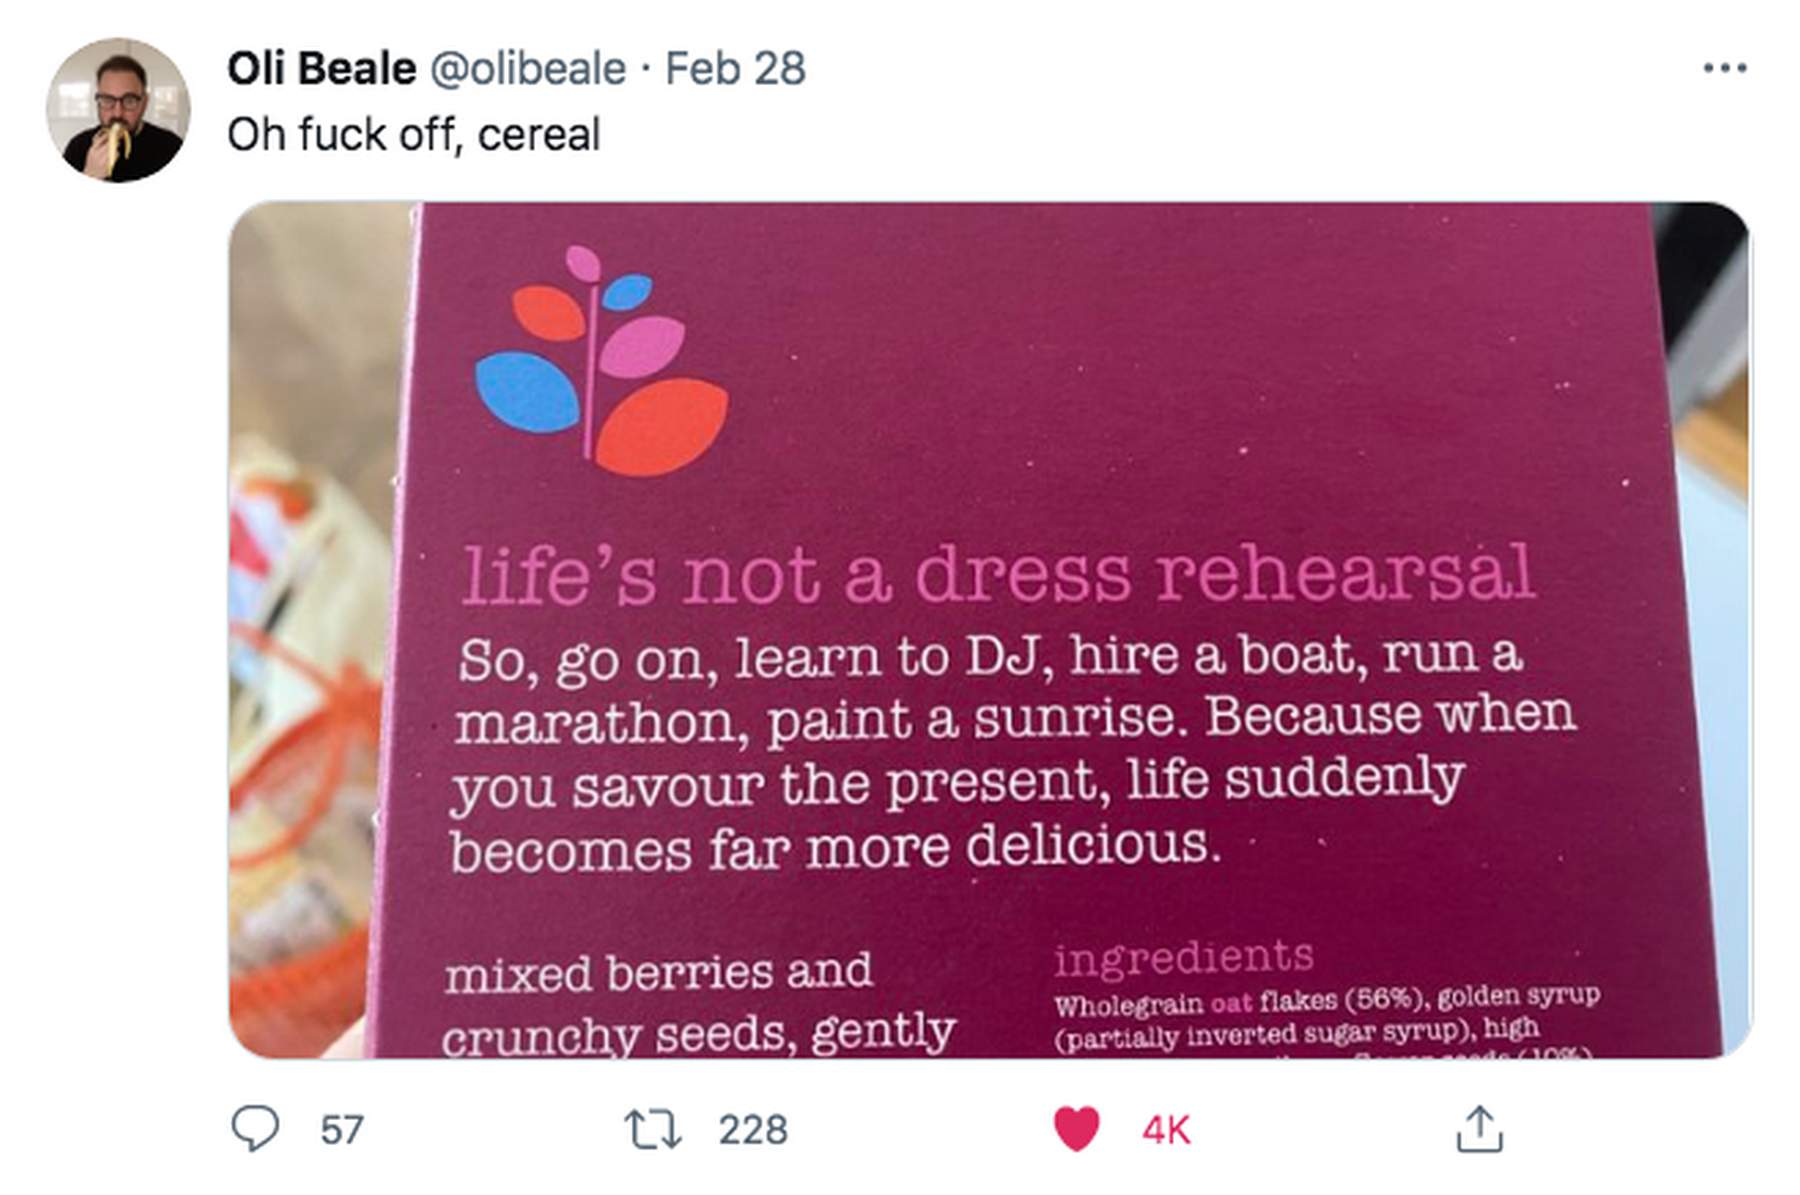 Oli Beale @olibeale · Feb 28
Oh fuck off, cereal
life's not a dress rehearsal
So, go on, learn to DJ, hire a boat, run a
marathon, paint a sunrise. Because when
you savour the present, life suddenly
becomes far more delicious.
mixed berries and
crunchy seeds, gently
ingredients
Wholegrain oat flakes (56%), golden syrup
(partially inverted sugar syrup), high
seeds (10%)
57
228
4K